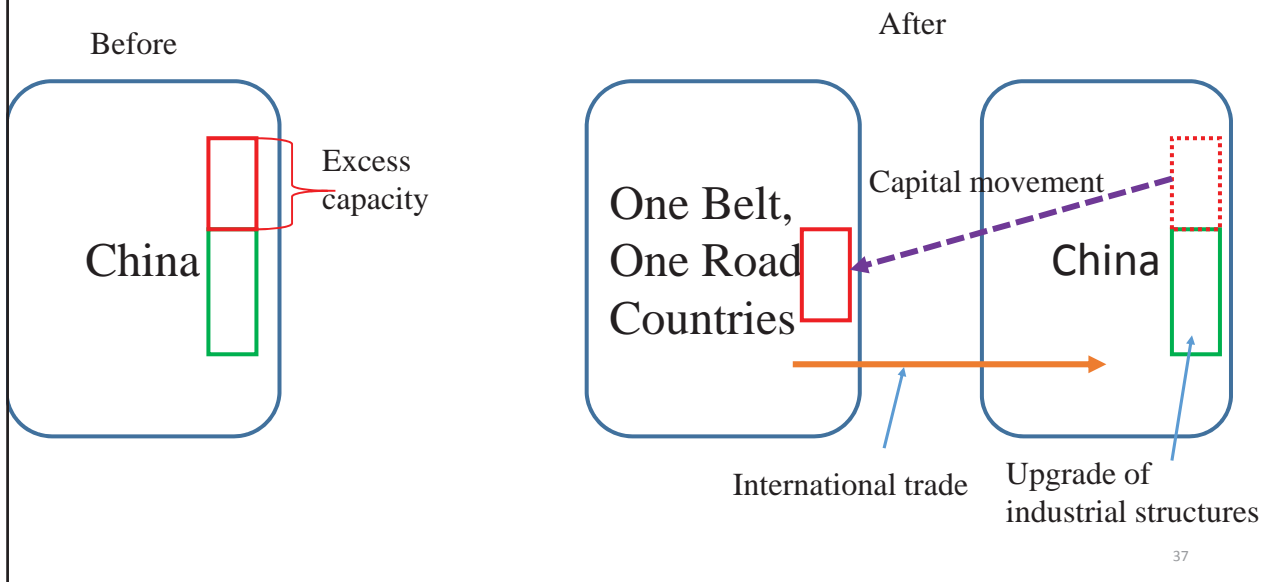 Before
After
Excess
capacity
China
Capital movement
One Belt,
One Road
Countries
China
International trade
Upgrade of
industrial structures
37